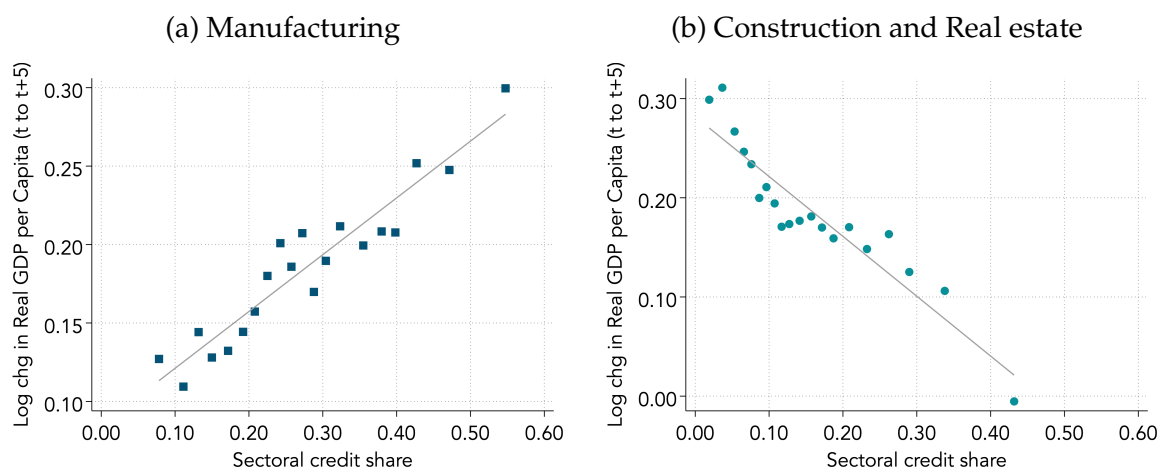 (a) Manufacturing
Log chg in Real GDP per Capita (t to t+5)
0.30
0.25
0.20
0.15
0.10
0.00 0.10 0.20 0.30 0.40 0.50 0.60
Sectoral credit share
(b) Construction and Real estate
Log chg in Real GDP per Capita (t to t+5)
0.30
0.20
0.10
0.00
0.00 0.10 0.20 0.30 0.40 0.50 0.60
Sectoral credit share